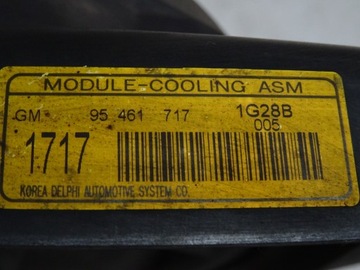 MODULE-COOLING ASM
GM 95 461 717 1G28B
1717 005
KOREA DELPHI AUTOMOTIVE SYSTEM CO.